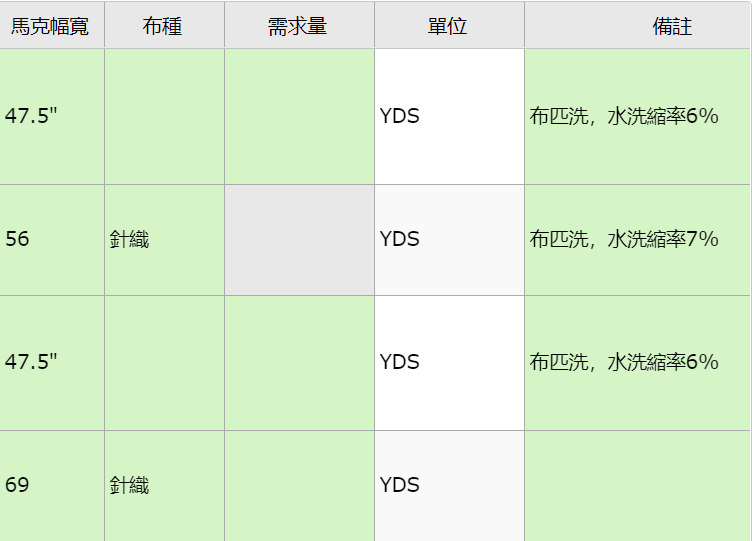 馬克幅寬 布種 需求量 單位 備註
47.5" YDS 布匹洗，水洗縮率6%
56 針織 YDS 布匹洗，水洗縮率7%
47.5" YDS 布匹洗，水洗縮率6%
69 針織 YDS